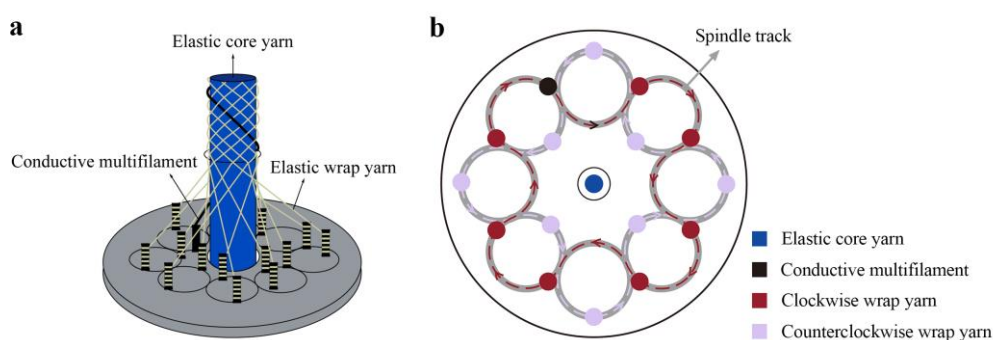 a
Elastic core yarn
Conductive multifilament
Elastic wrap yarn
b
Spindle track
Elastic core yarn
Conductive multifilament
Clockwise wrap yarn
Counterclockwise wrap yarn